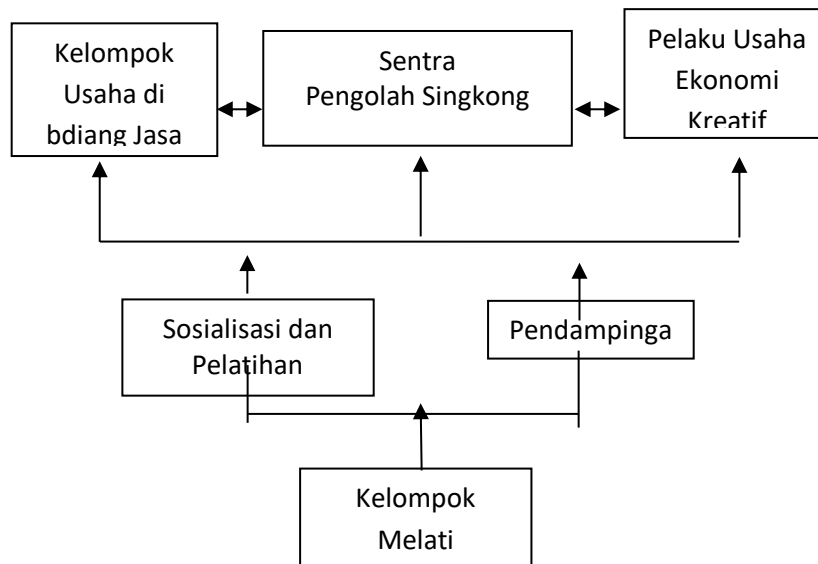 Kelompok
Usaha di
bdiang Jasa
Sentra
Pengolah Singkong
Pelaku Usaha
Ekonomi
Kreatif
Sosialisasi dan
Pelatihan
Pendampinga
Kelompok
Melati